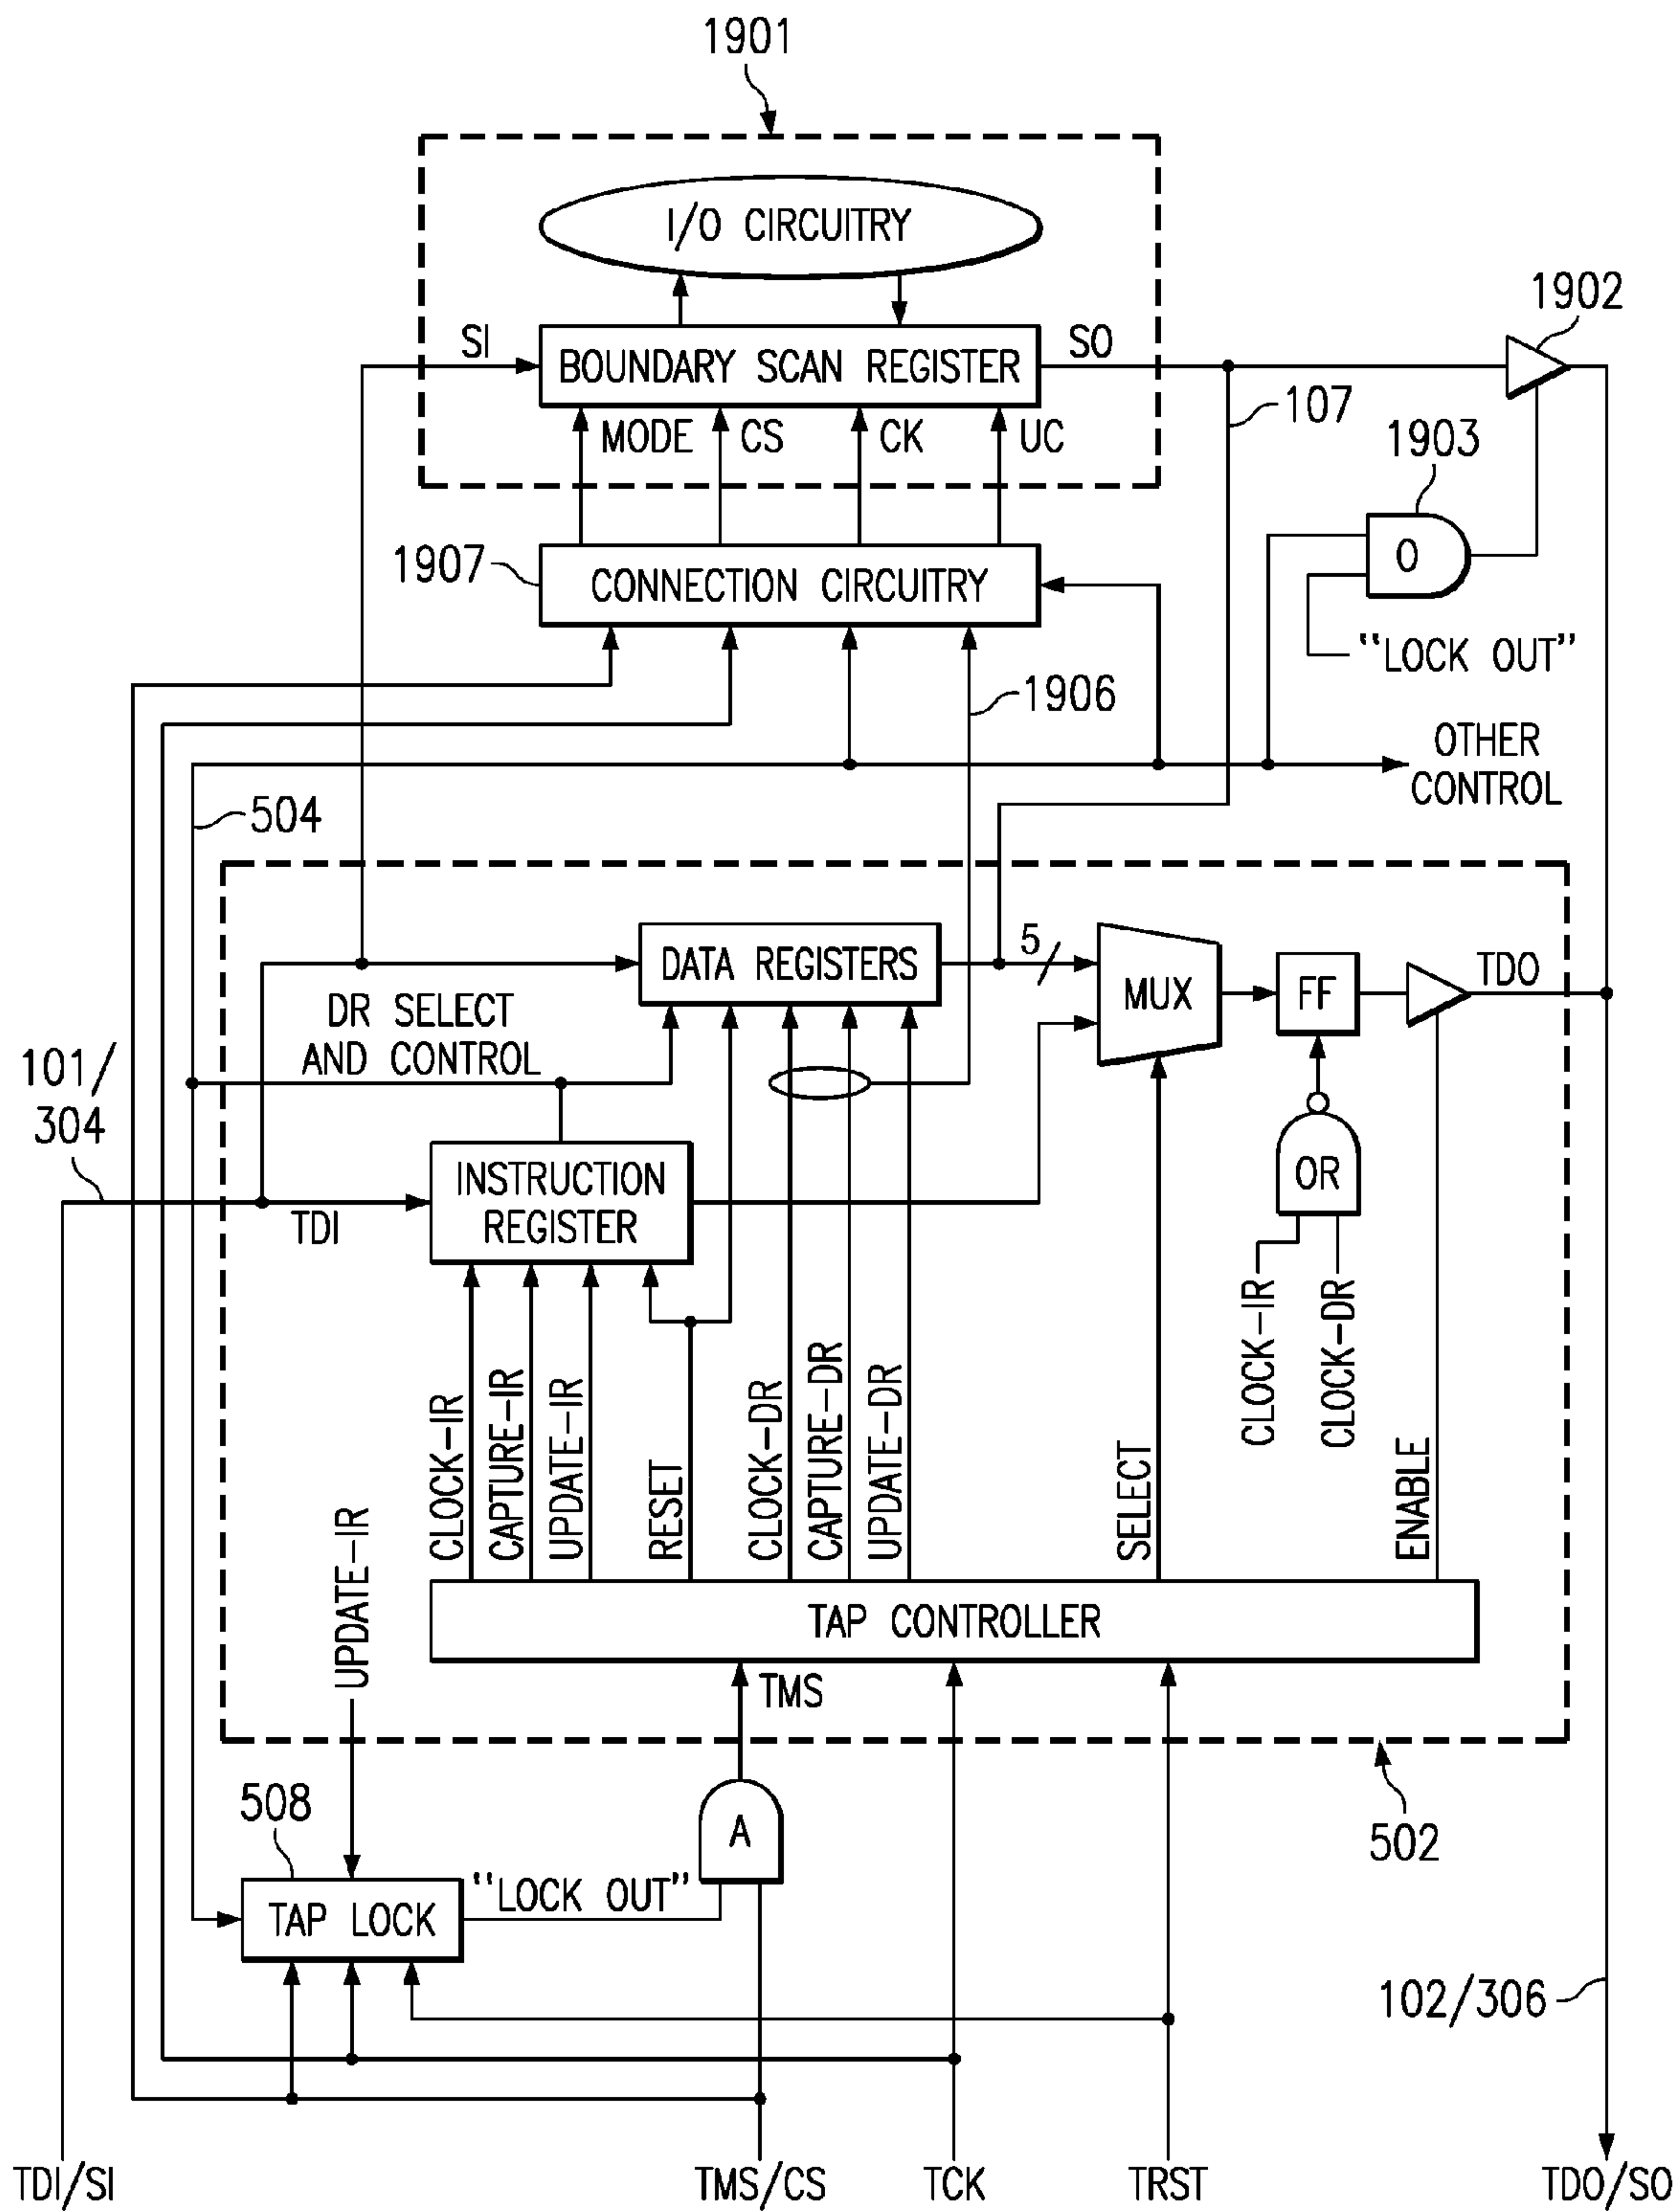 1901
I/O CIRCUITRY
1902
SI
BOUNDARY SCAN REGISTER
SO
107
MODE
CS
CK
UC
1903
O
1907
CONNECTION CIRCUITRY
"LOCK OUT"
1906
OTHER
CONTROL
504
DATA REGISTERS
5
MUX
FF
TDO
DR SELECT
AND CONTROL
101/
304
INSTRUCTION
REGISTER
OR
TDI
CLOCK-IR
CLOCK-DR
CLOCK-IR
CAPTURE-IR
UPDATE-IR
RESET
CLOCK-DR
CAPTURE-DR
UPDATE-DR
SELECT
ENABLE
UPDATE-IR
TAP CONTROLLER
TMS
508
A
502
"LOCK OUT"
TAP LOCK
102/306
TDI/SI
TMS/CS
TCK
TRST
TDO/SO